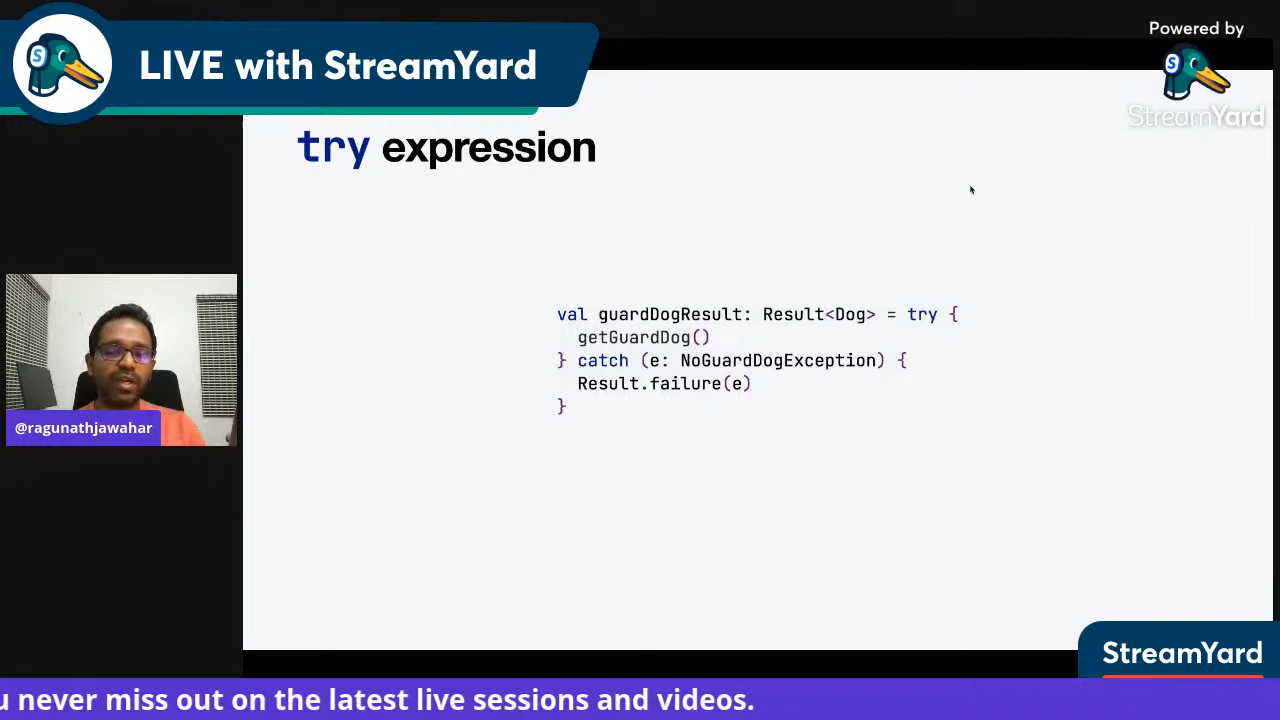 LIVE with StreamYard
Powered by
StreamYard
try expression
val guardDogResult: Result<Dog> = try {
  getGuardDog()
} catch (e: NoGuardDogException) {
  Result.failure(e)
}
@ragunathjawahar
StreamYard
u never miss out on the latest live sessions and videos.